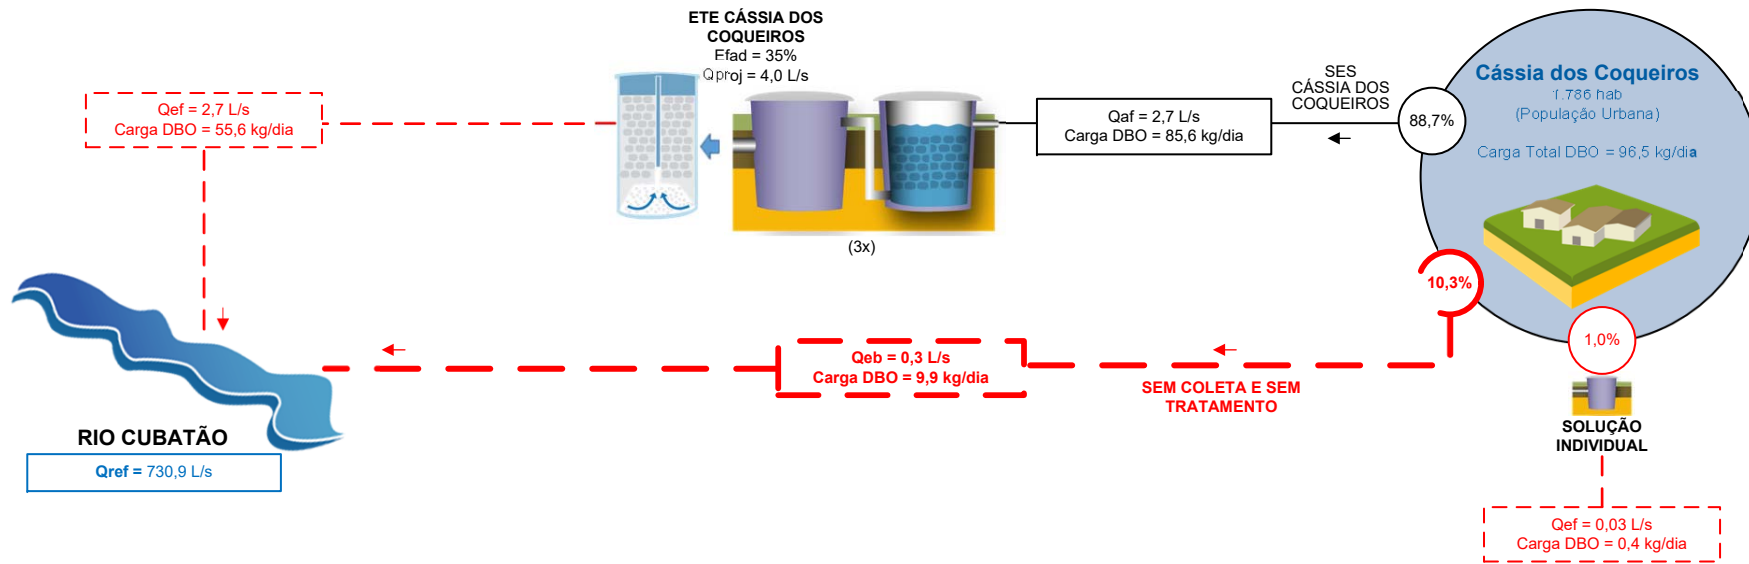 ETE CÁSSIA DOS
COQUEIROS
Efad = 35%
Qproj = 4,0 L/s
(3x)
Qef = 2,7 L/s
Carga DBO = 55,6 kg/dia
Qaf = 2,7 L/s
Carga DBO = 85,6 kg/dia
SES
CÁSSIA DOS
COQUEIROS
88,7%
Cássia dos Coqueiros
1.786 hab
(População Urbana)
Carga Total DBO = 96,5 kg/dia
10,3%
1,0%
Qeb = 0,3 L/s
Carga DBO = 9,9 kg/dia
SEM COLETA E SEM
TRATAMENTO
SOLUÇÃO
INDIVIDUAL
Qef = 0,03 L/s
Carga DBO = 0,4 kg/dia
RIO CUBATÃO
Qref = 730,9 L/s